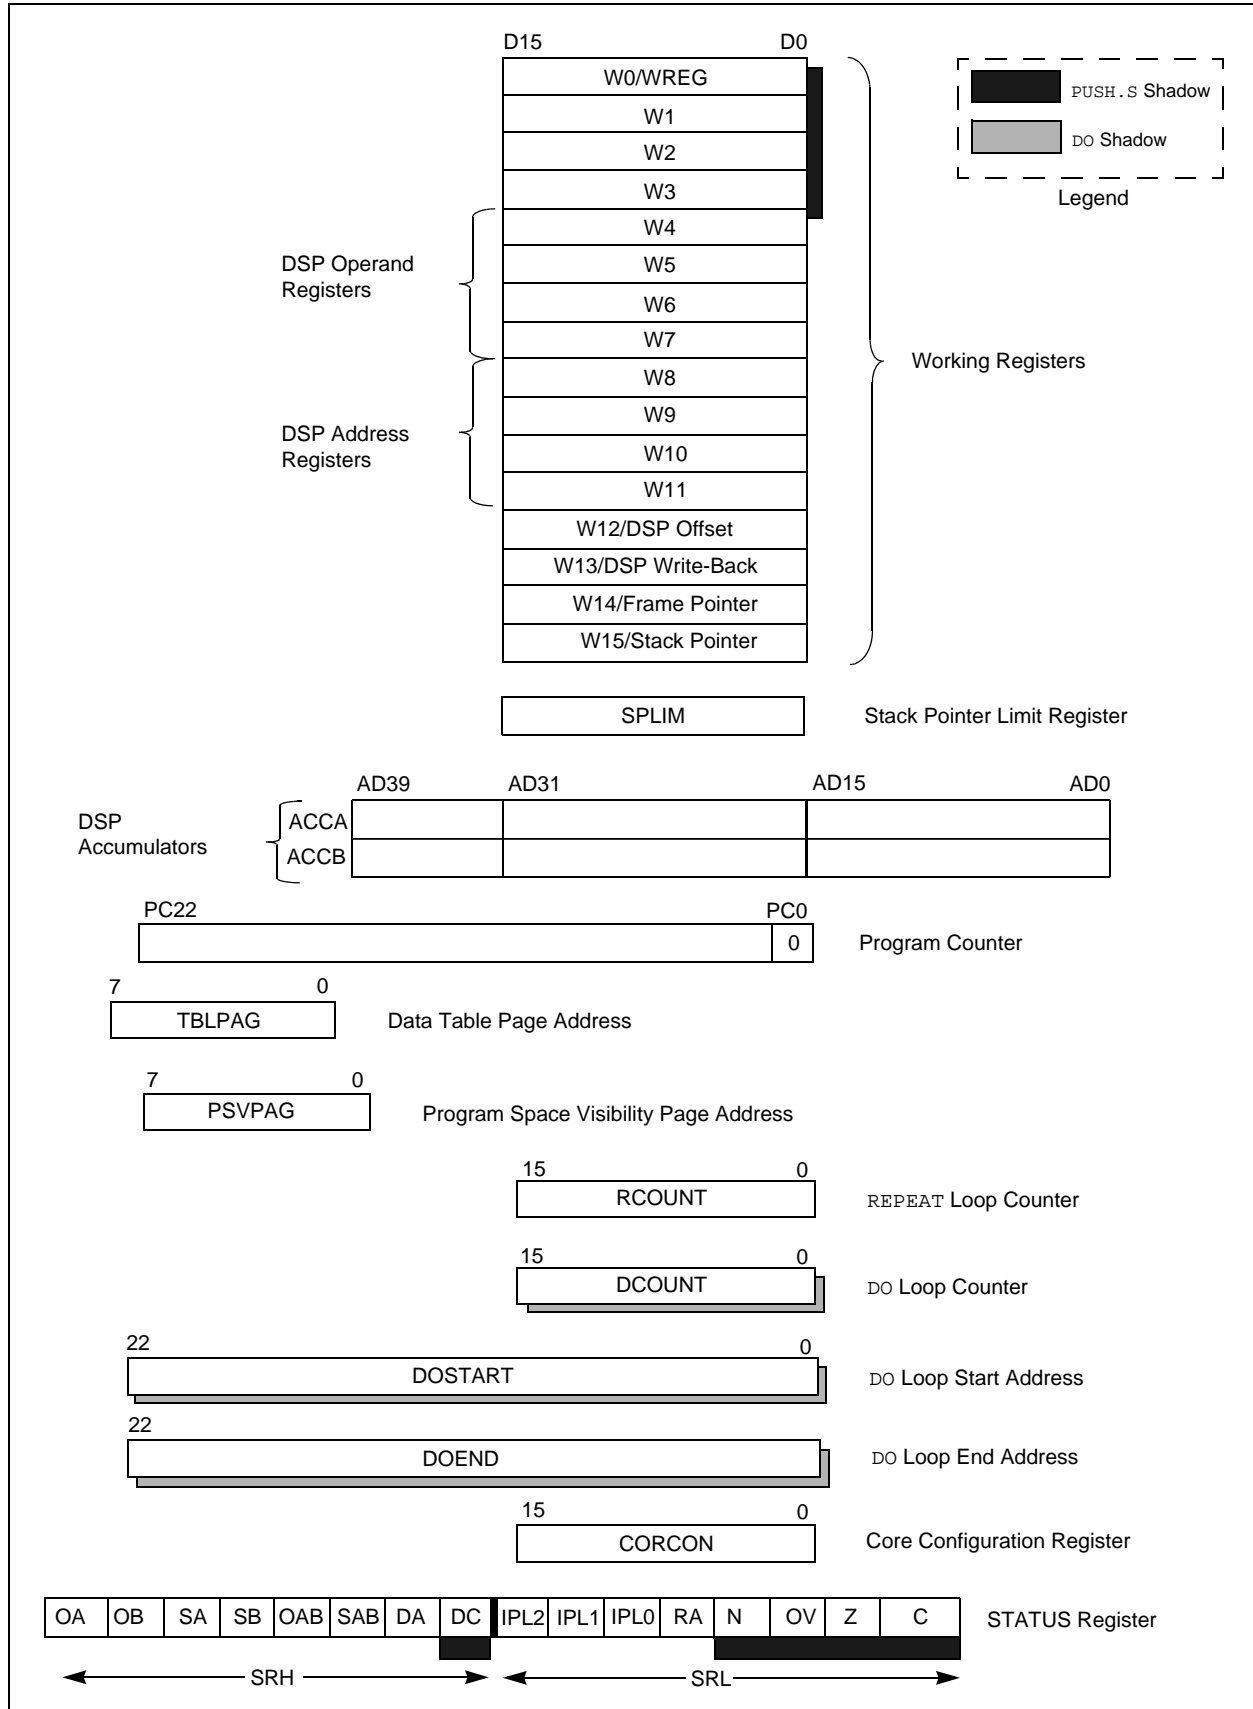 D15 D0
W0/WREG
W1
W2
W3
W4
W5
W6
W7
W8
W9
W10
W11
W12/DSP Offset
W13/DSP Write-Back
W14/Frame Pointer
W15/Stack Pointer
PUSH.S Shadow
DO Shadow
Legend
DSP Operand
Registers
DSP Address
Registers
Working Registers
SPLIM Stack Pointer Limit Register
AD39 AD31 AD15 AD0
DSP
Accumulators
ACCA
ACCB
PC22 PC0
0 Program Counter
7 0
TBLPAG Data Table Page Address
7 0
PSVPAG Program Space Visibility Page Address
15 0
RCOUNT REPEAT Loop Counter
15 0
DCOUNT DO Loop Counter
22 0
DOSTART DO Loop Start Address
22
DOEND DO Loop End Address
15 0
CORCON Core Configuration Register
OA OB SA SB OAB SAB DA DC IPL2 IPL1 IPL0 RA N OV Z C STATUS Register
SRH SRL